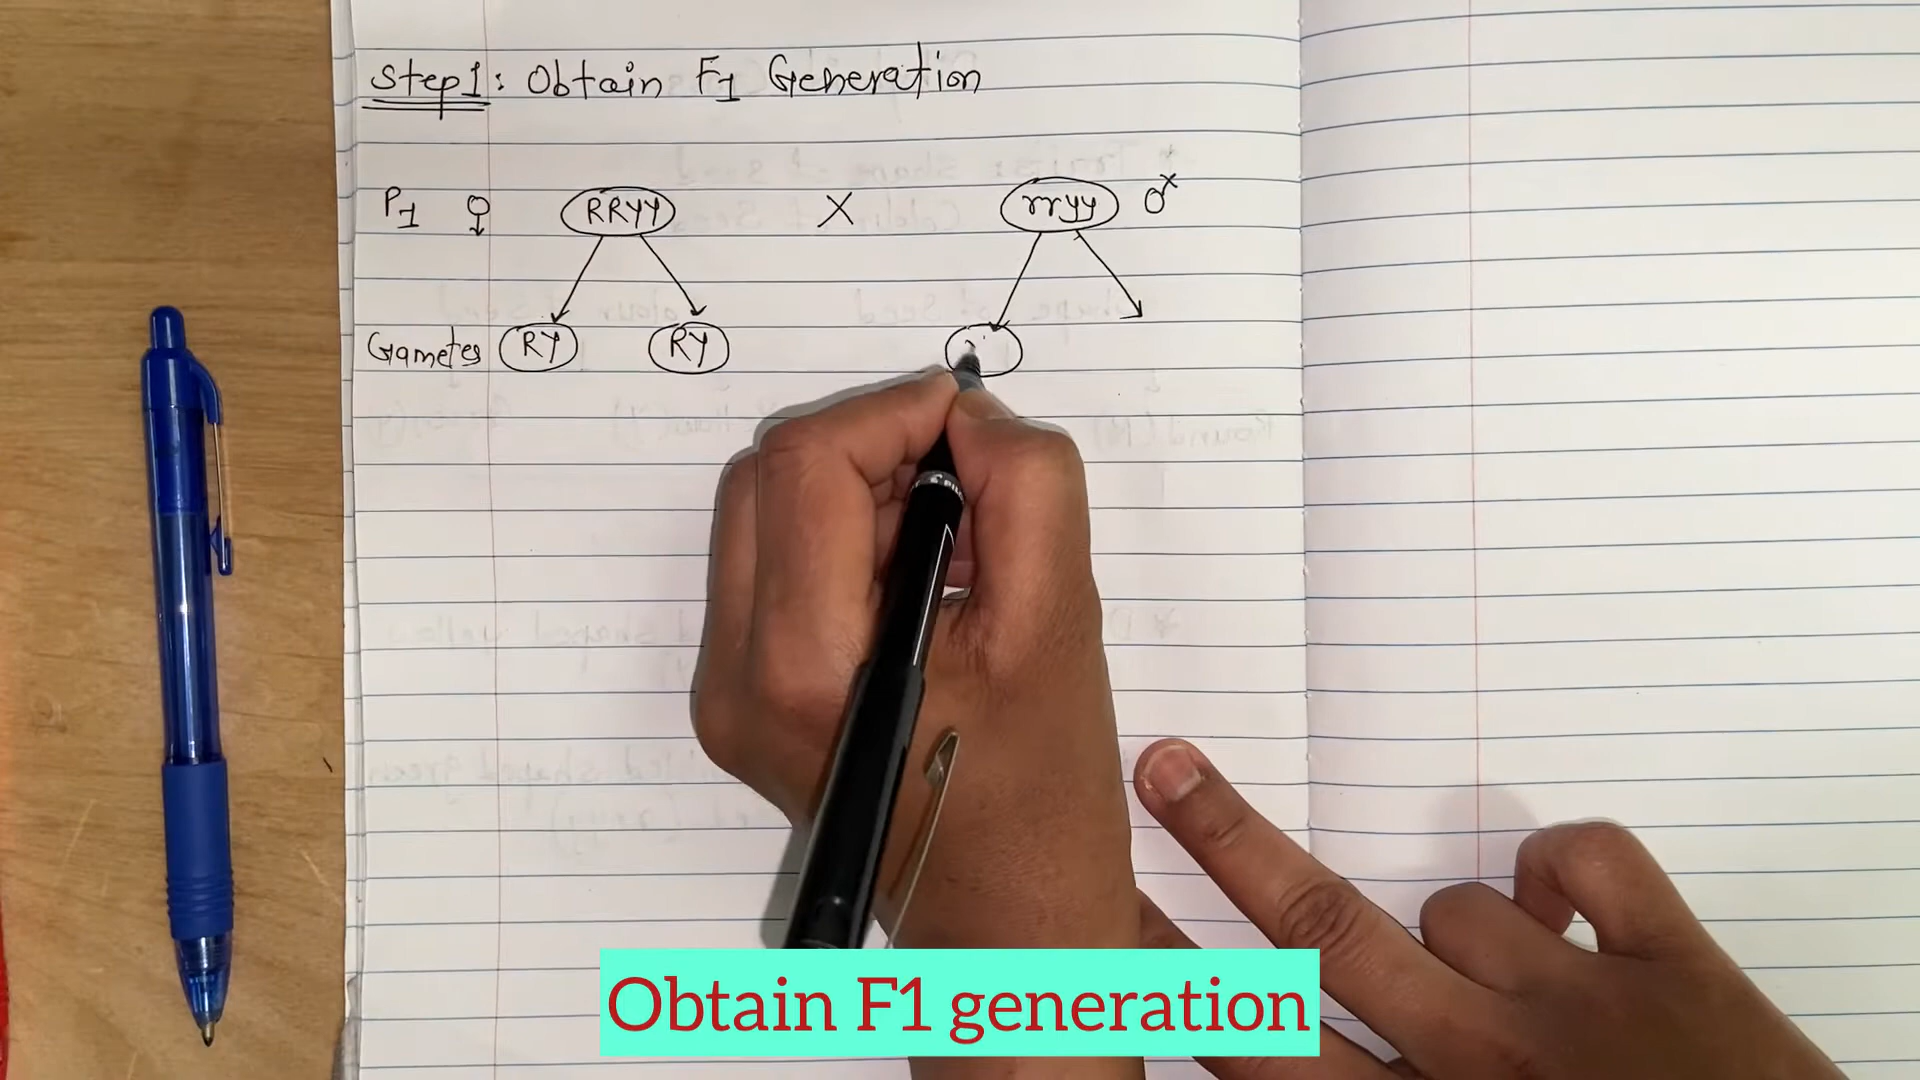 Step1: Obtain F1 Generation
P1 ♀ RRYY X rryy ♂
Gametes RY RY
Obtain F1 generation